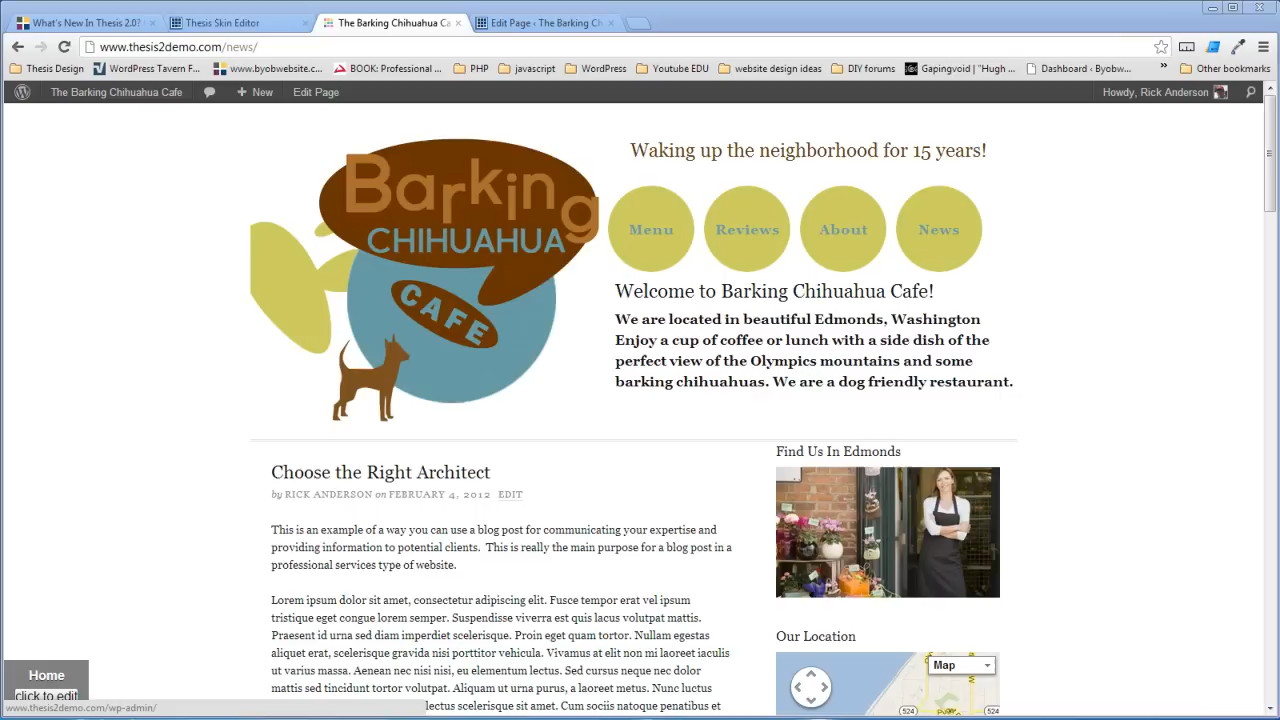 What's New In Thesis 2.0?
Thesis Skin Editor
The Barking Chihuahua Ca
Edit Page ‹ The Barking Ch
www.thesis2demo.com/news/
Thesis Design
WordPress Tavern F...
www.byobwebsite.c...
BOOK: Professional ...
PHP
javascript
WordPress
Youtube EDU
website design ideas
DIY forums
Gapingvoid | "Hugh ...
Dashboard ‹ Byobw...
Other bookmarks
The Barking Chihuahua Cafe
New
Edit Page
Howdy, Rick Anderson
Barking
CHIHUAHUA
CAFE
Waking up the neighborhood for 15 years!
Menu
Reviews
About
News
Welcome to Barking Chihuahua Cafe!
We are located in beautiful Edmonds, Washington
Enjoy a cup of coffee or lunch with a side dish of the
perfect view of the Olympics mountains and some
barking chihuahuas. We are a dog friendly restaurant.
Choose the Right Architect
by RICK ANDERSON on FEBRUARY 4, 2012 EDIT
This is an example of a way you can use a blog post for communicating your expertise and
providing information to potential clients.  This is really the main purpose for a blog post in a
professional services type of website.
Lorem ipsum dolor sit amet, consectetur adipiscing elit. Fusce tempor erat vel ipsum
tristique eget congue lorem semper. Suspendisse viverra est quis lacus volutpat mattis.
Praesent id urna sed diam imperdiet scelerisque. Proin eget quam tortor. Nullam egestas
aliquet erat, scelerisque gravida nisi porttitor vehicula. Vivamus at elit non mi laoreet iaculis
ut varius massa. Aenean nec nisi nisi, eu elementum lectus. Sed cursus neque nec dolor
mattis sed tincidunt tortor volutpat. Aliquam ut urna purus, a laoreet metus. Nunc luctus
lectus volutpat et. Cum sociis natoque penatibus et
Find Us In Edmonds
Our Location
Map
524
524
Home
click to edit
www.thesis2demo.com/wp-admin/